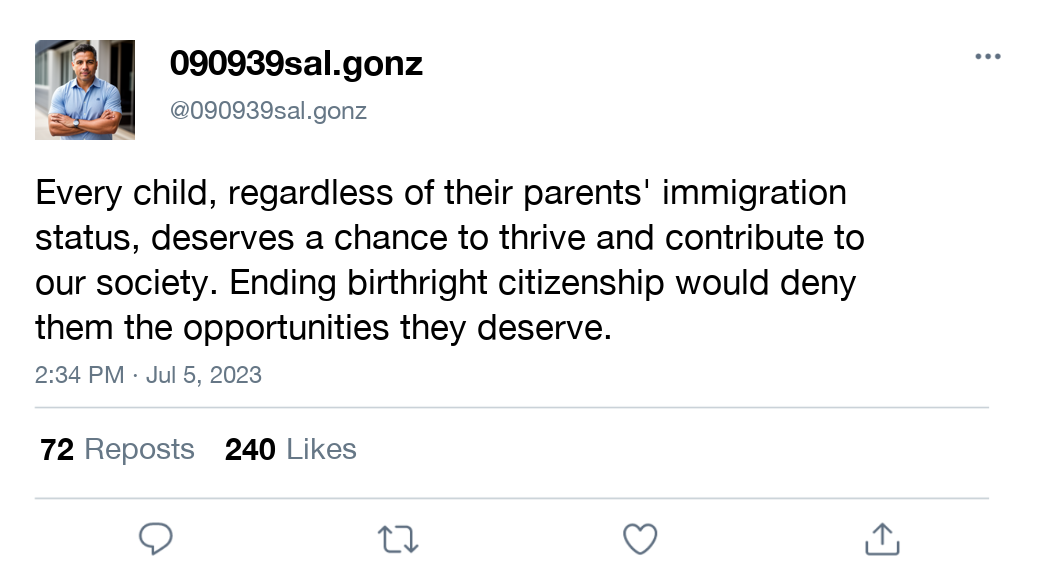 090939sal.gonz
@090939sal.gonz
Every child, regardless of their parents' immigration
status, deserves a chance to thrive and contribute to
our society. Ending birthright citizenship would deny
them the opportunities they deserve.
2:34 PM · Jul 5, 2023
72 Reposts 240 Likes